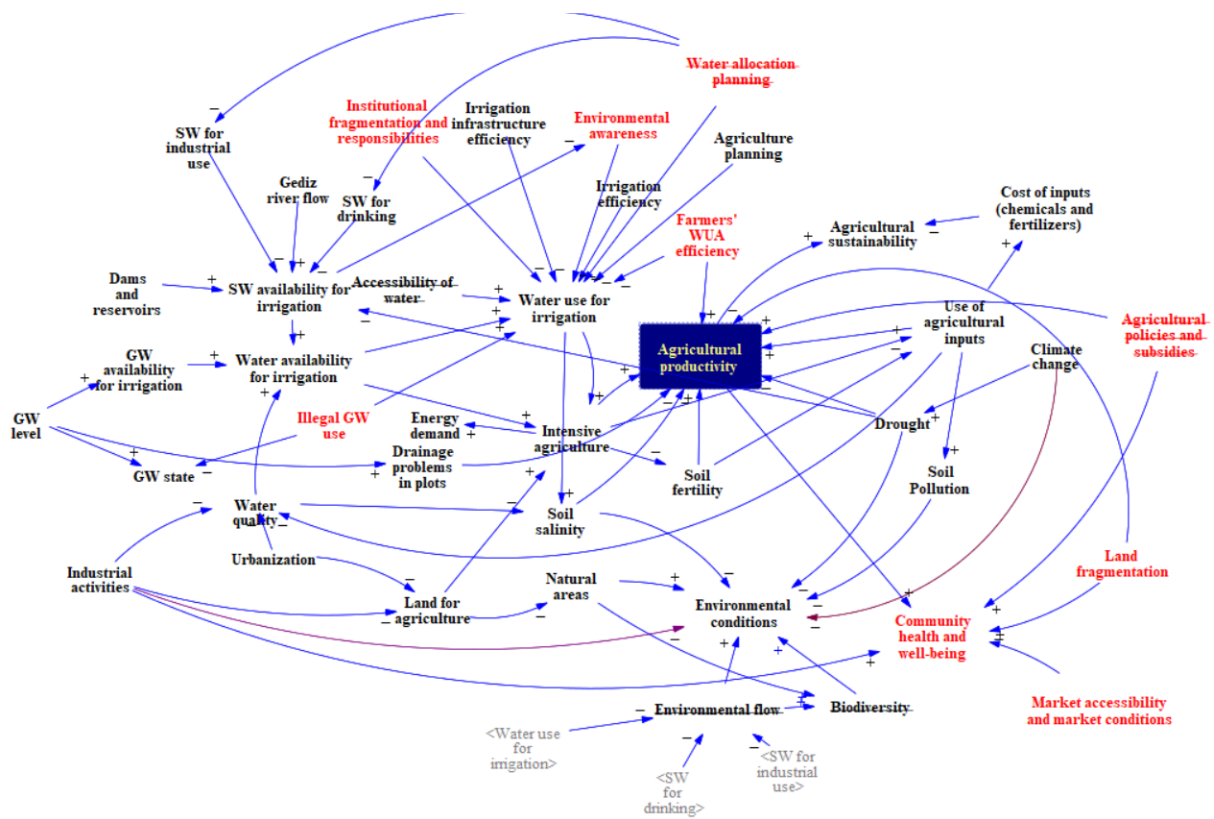 Water allocation
planning
Institutional
fragmentation and
responsibilities
Irrigation
infrastructure
efficiency
Environmental
awareness
SW for
industrial
use
Agriculture
planning
Gediz
river flow
SW for
drinking
Irrigation
efficiency
Cost of inputs
(chemicals and
fertilizers)
Farmers'
WUA
efficiency
Agricultural
sustainability
Dams
and
reservoirs
SW availability for
irrigation
Accessibility of
water
Water use for
irrigation
Use of
agricultural
inputs
Agricultural
policies and
subsidies
Agricultural
productivity
Climate
change
GW
availability
for irrigation
Water availability
for irrigation
GW
level
Illegal GW
use
Energy
demand
Intensive
agriculture
Drought
Drainage
problems
in plots
GW state
Soil
fertility
Soil
Pollution
Water
quality
Soil
salinity
Urbanization
Industrial
activities
Land for
agriculture
Natural
areas
Environmental
conditions
Land
fragmentation
Community
health and
well-being
Environmental flow
Biodiversity
Market accessibility
and market conditions
<Water use
for
irrigation>
<SW
for
drinking>
<SW for
industrial
use>